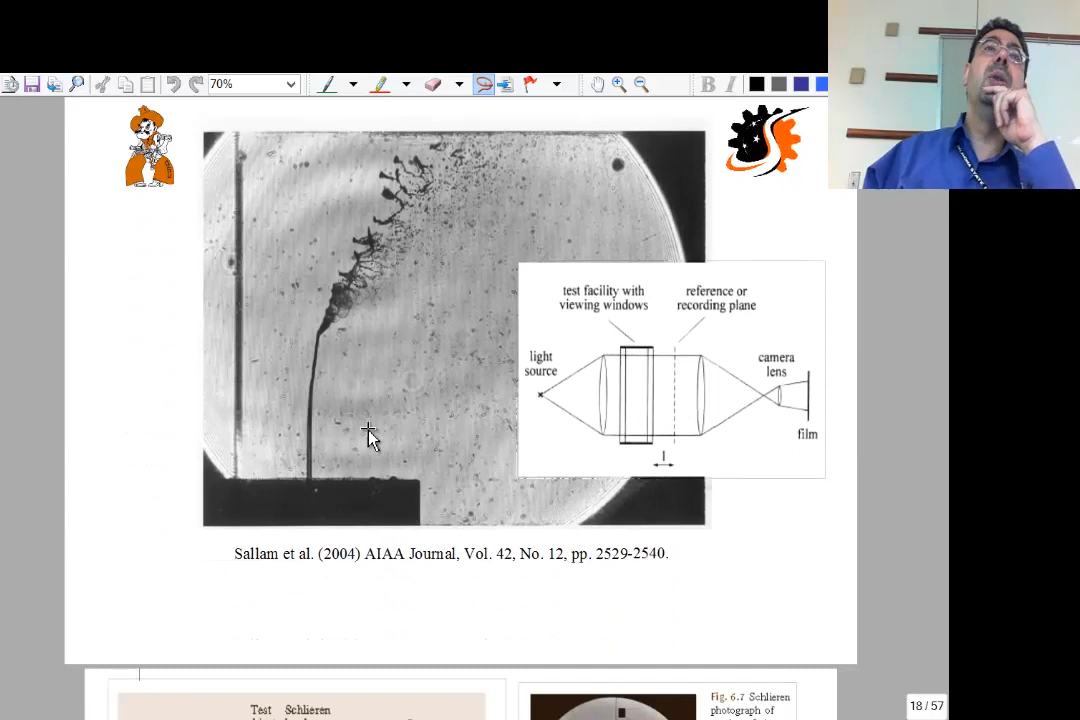 70%
B I
test facility with
viewing windows
reference or
recording plane
light
source
camera
lens
film
l
Sallam et al. (2004) AIAA Journal, Vol. 42, No. 12, pp. 2529-2540.
Test Schlieren
Fig. 6.7 Schlieren
photograph of
18 / 57